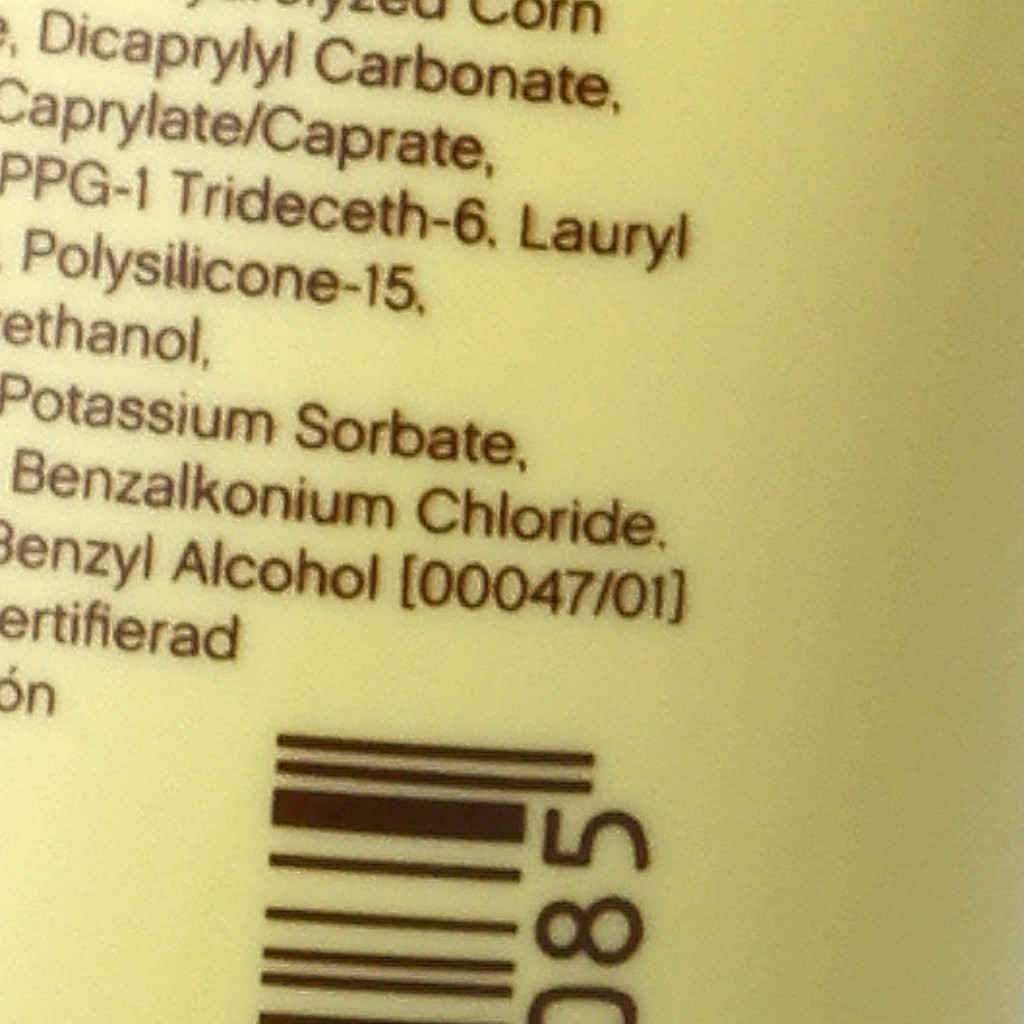 Corn
Dicaprylyl Carbonate,
Caprylate/Caprate,
PPG-1 Trideceth-6, Lauryl
Polysilicone-15,
ethanol,
Potassium Sorbate,
Benzalkonium Chloride,
Benzyl Alcohol [00047/01]
ertifierad
ón
085